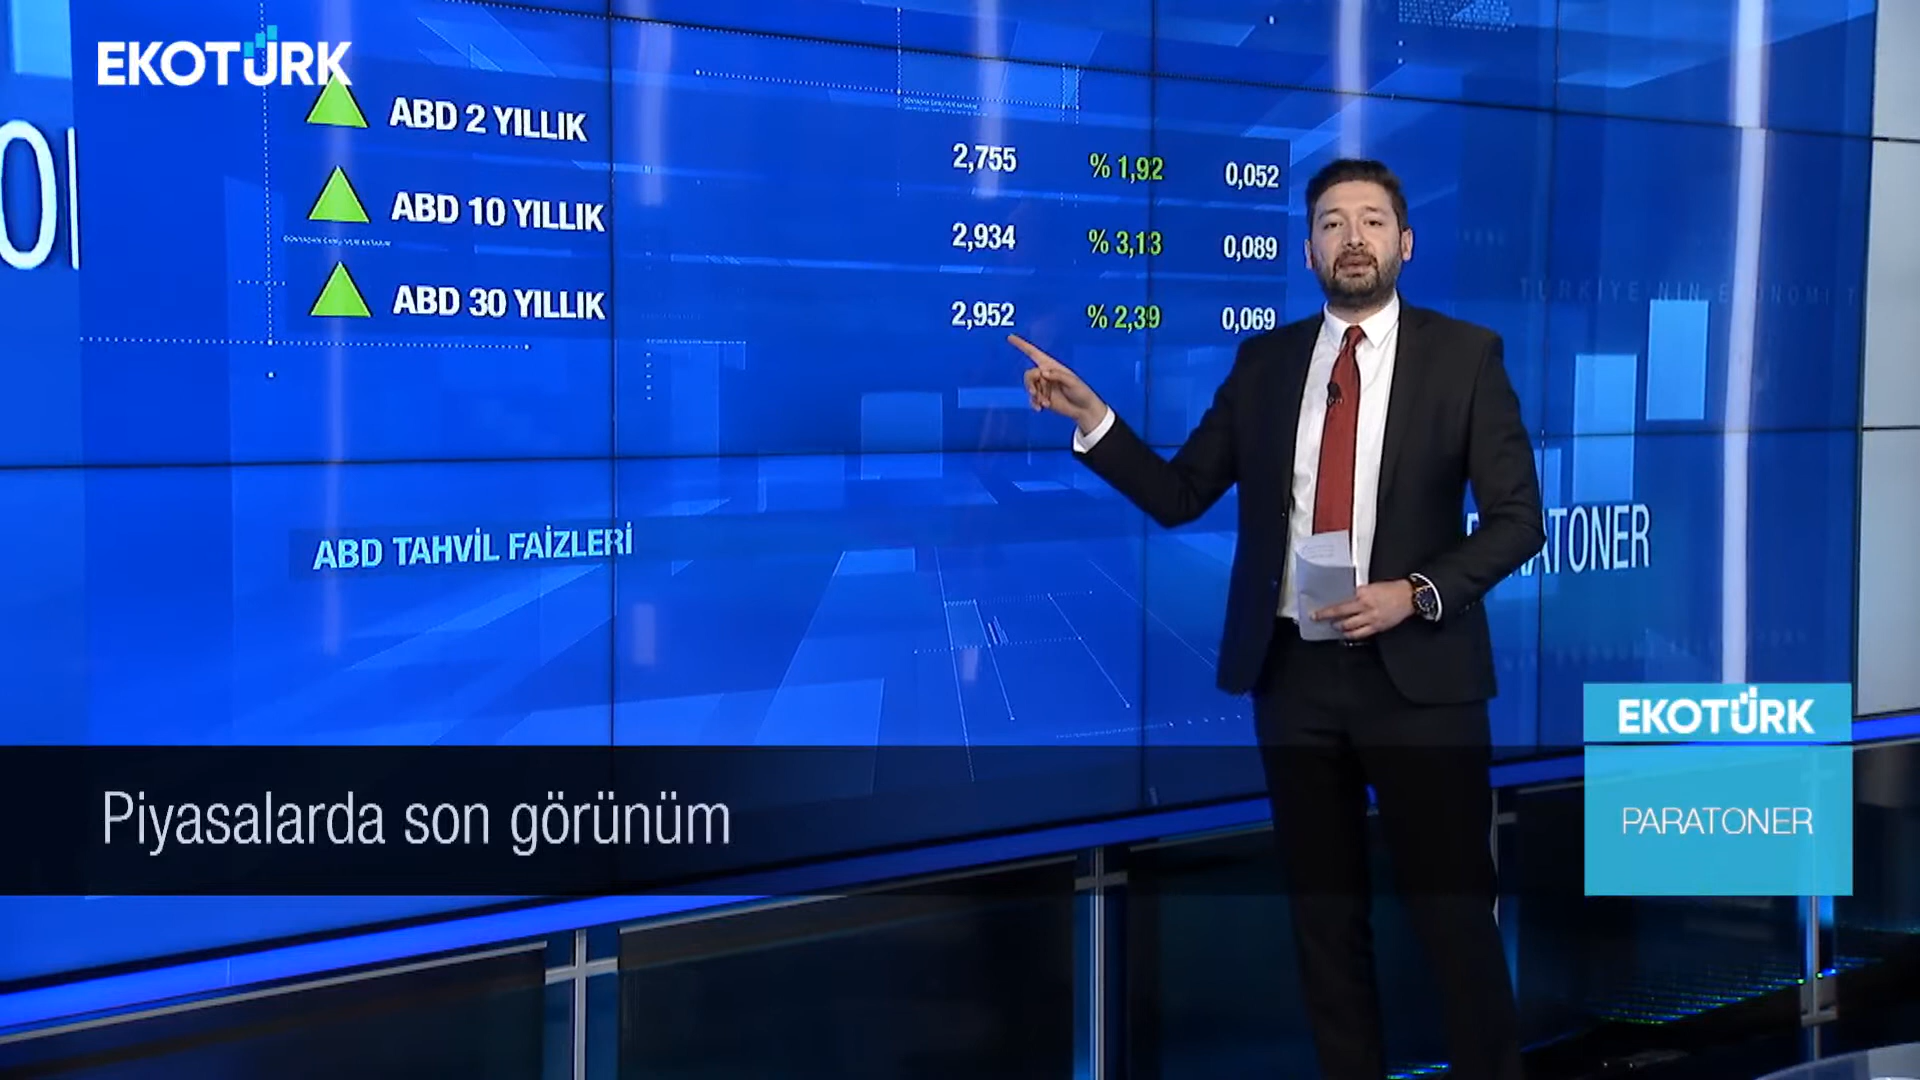 EKOTÜRK
ABD 2 YILLIK 2,755 % 1,92 0,052
ABD 10 YILLIK 2,934 % 3,13 0,089
ABD 30 YILLIK 2,952 % 2,39 0,069
ABD TAHVİL FAİZLERİ
ATONER
EKOTÜRK
PARATONER
Piyasalarda son görünüm